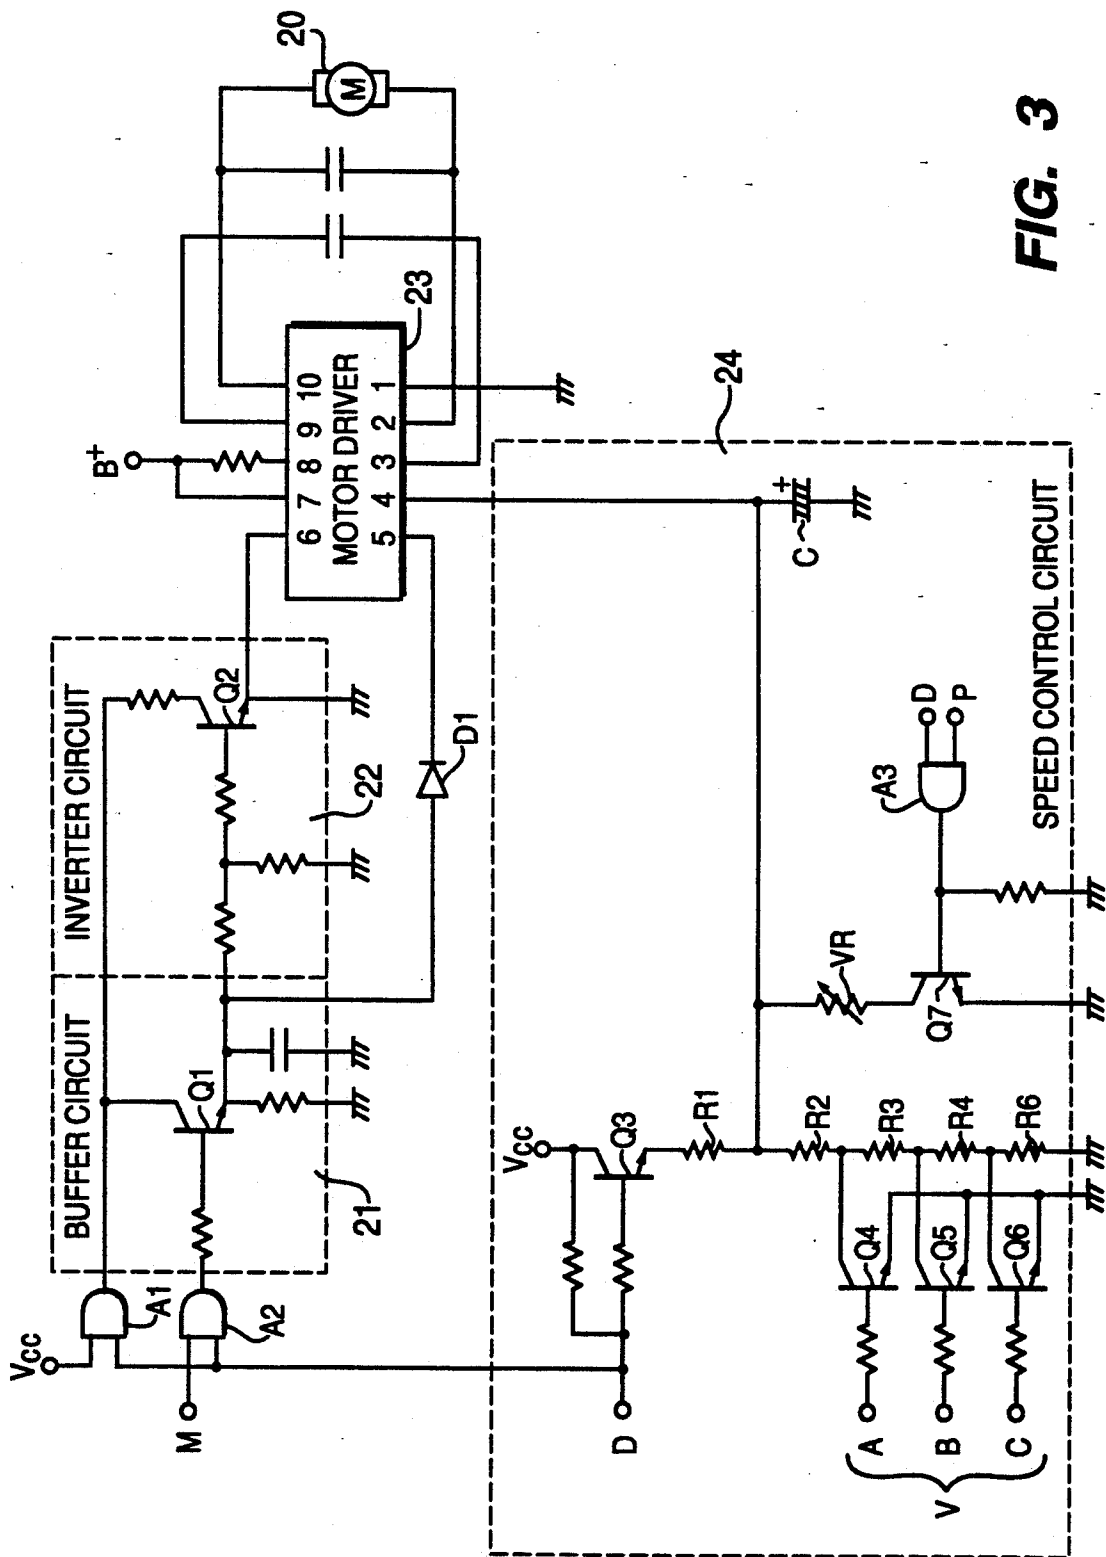 Vcc
M
A1
A2
BUFFER CIRCUIT
INVERTER CIRCUIT
Q1
Q2
21
22
D1
B+
6 7 8 9 10
MOTOR DRIVER
5 4 3 2 1
23
M
20
24
D
Vcc
Q3
R1
R2
R3
R4
R6
A
B
C
V
Q4
Q5
Q6
VR
Q7
A3
D
P
C
+
SPEED CONTROL CIRCUIT
FIG. 3